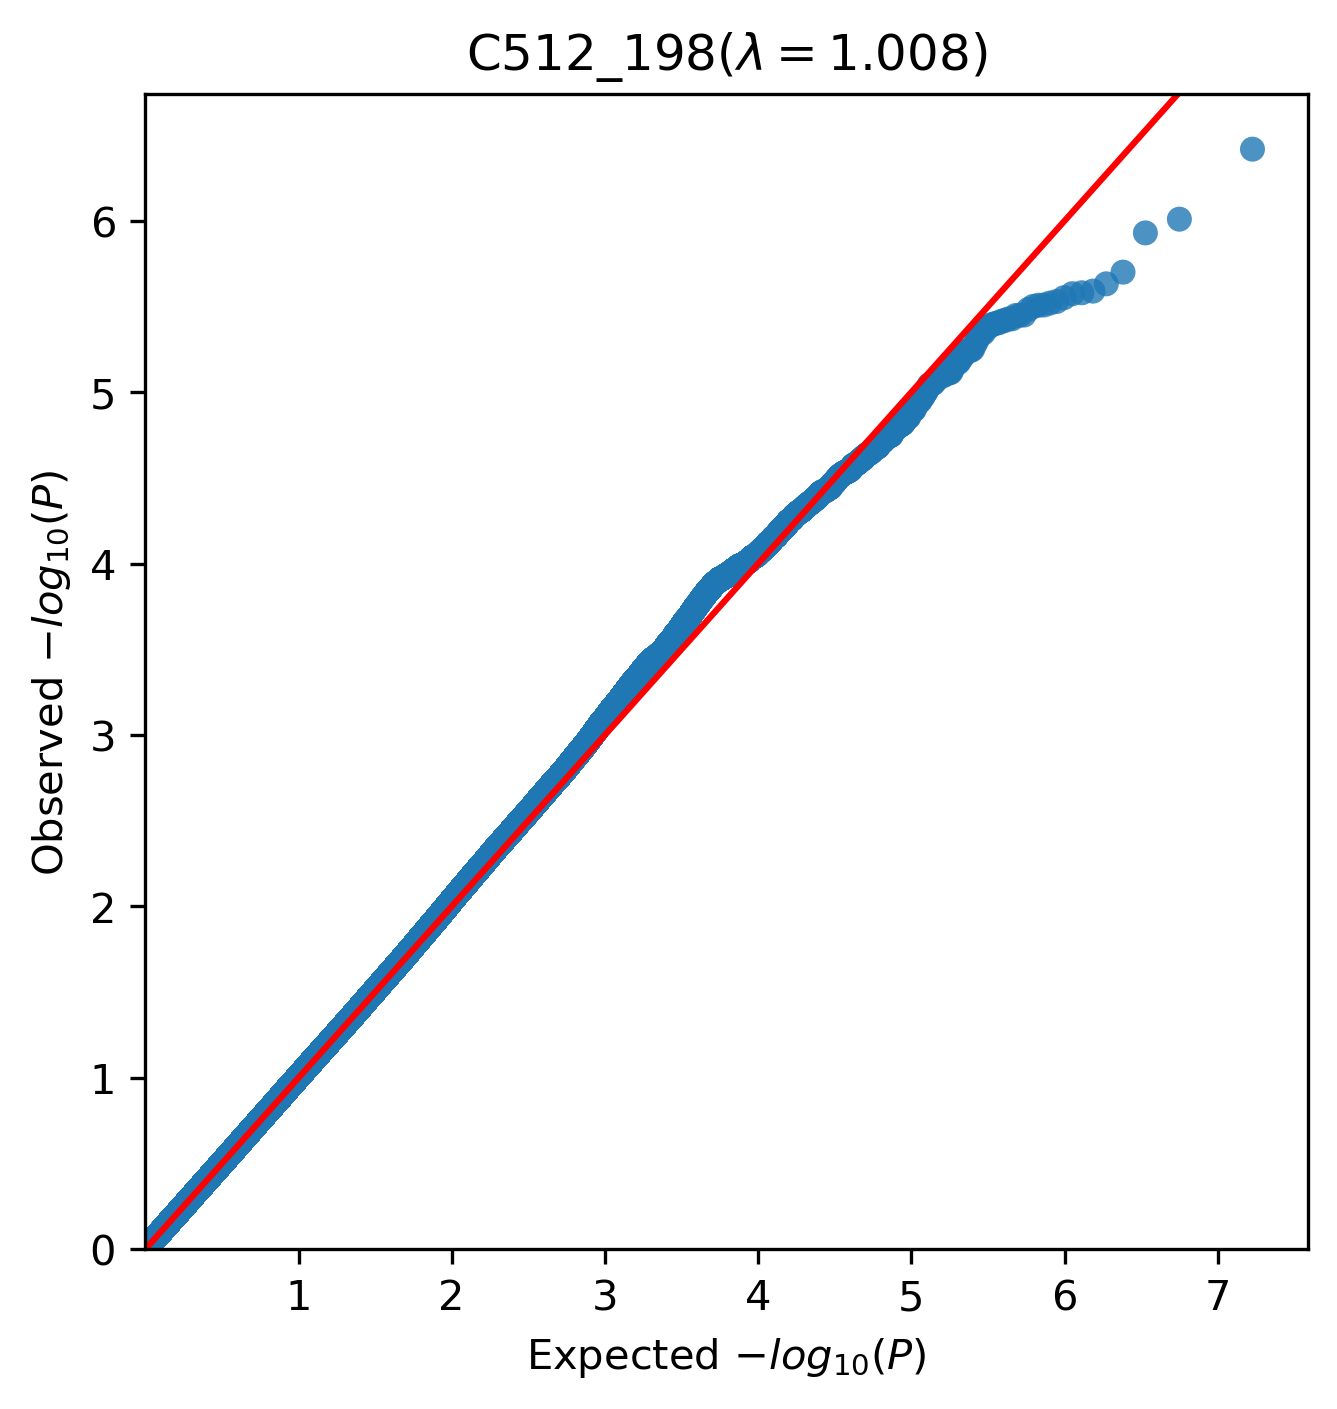 C512_198(λ = 1.008)
Observed −log10(P)
6
5
4
3
2
1
0
1 2 3 4 5 6 7
Expected −log10(P)